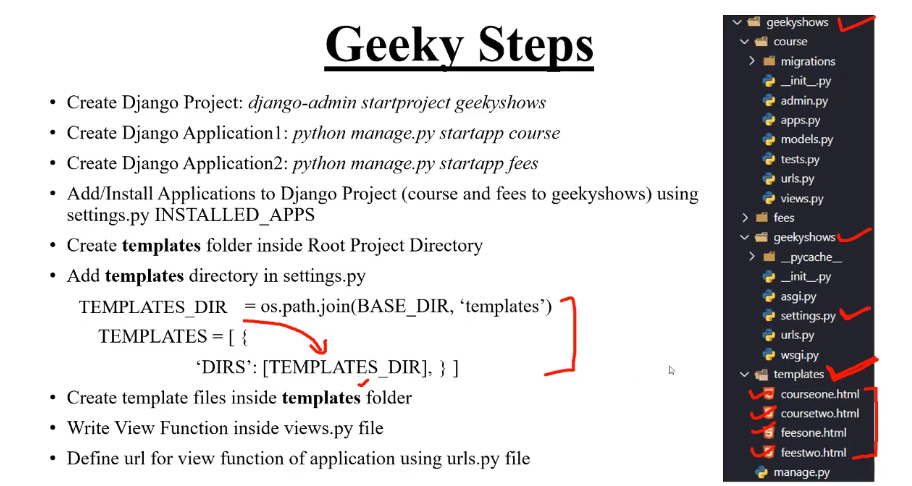 Geeky Steps
• Create Django Project: django-admin startproject geekyshows
• Create Django Application1: python manage.py startapp course
• Create Django Application2: python manage.py startapp fees
• Add/Install Applications to Django Project (course and fees to geekyshows) using
settings.py INSTALLED_APPS
• Create templates folder inside Root Project Directory
• Add templates directory in settings.py
TEMPLATES_DIR = os.path.join(BASE_DIR, ‘templates’)
TEMPLATES = [ {
‘DIRS’: [TEMPLATES_DIR], } ]
• Create template files inside templates folder
• Write View Function inside views.py file
• Define url for view function of application using urls.py file
geekyshows
course
migrations
__init__.py
admin.py
apps.py
models.py
tests.py
urls.py
views.py
fees
geekyshows
__pycache__
__init__.py
asgi.py
settings.py
urls.py
wsgi.py
templates
courseone.html
coursetwo.html
feesone.html
feestwo.html
manage.py